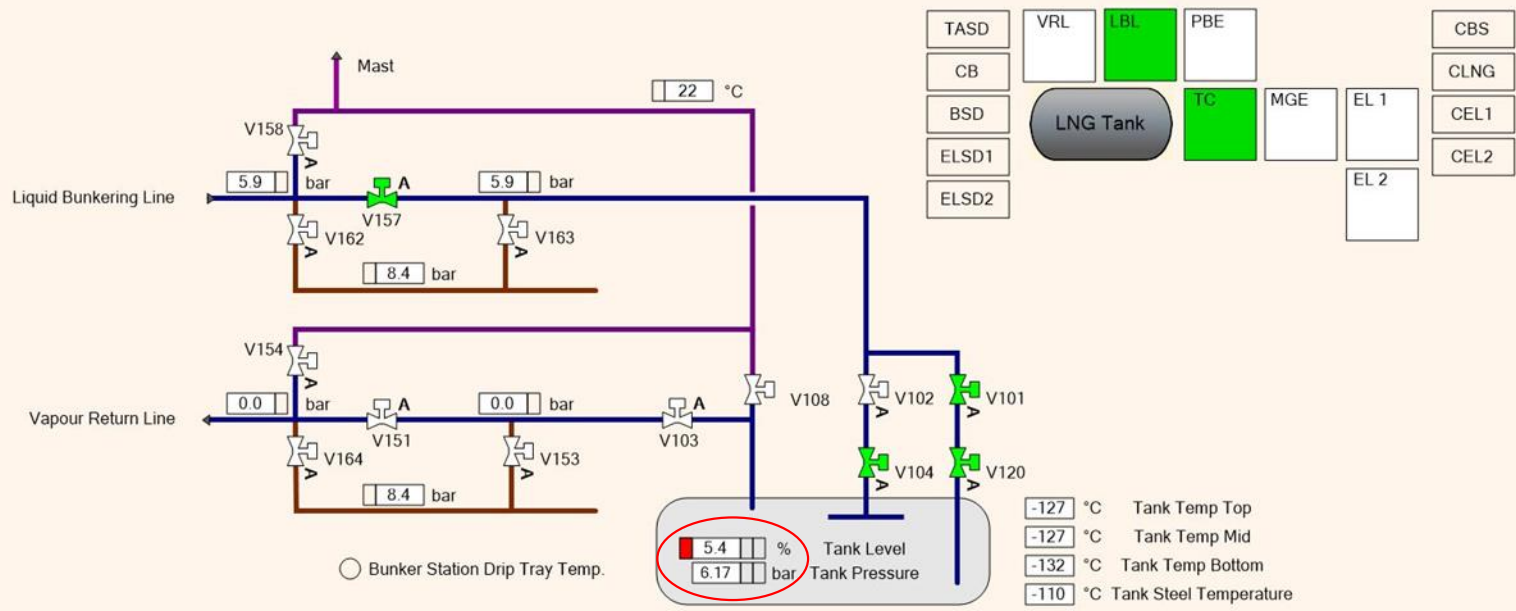 TASD
VRL
LBL
PBE
CBS
Mast
CB
CLNG
22 °C
BSD
LNG Tank
TC
MGE
EL 1
CEL1
V158
A
ELSD1
CEL2
5.9 bar
A
5.9 bar
EL 2
Liquid Bunkering Line
V157
ELSD2
V162
A
V163
A
8.4 bar
V154
A
0.0 bar
A
0.0 bar
A
V108
V102
A
V101
A
Vapour Return Line
V151
V103
V164
A
V153
A
V104
A
V120
A
8.4 bar
-127 °C Tank Temp Top
5.4 % Tank Level
-127 °C Tank Temp Mid
Bunker Station Drip Tray Temp.
6.17 bar Tank Pressure
-132 °C Tank Temp Bottom
-110 °C Tank Steel Temperature